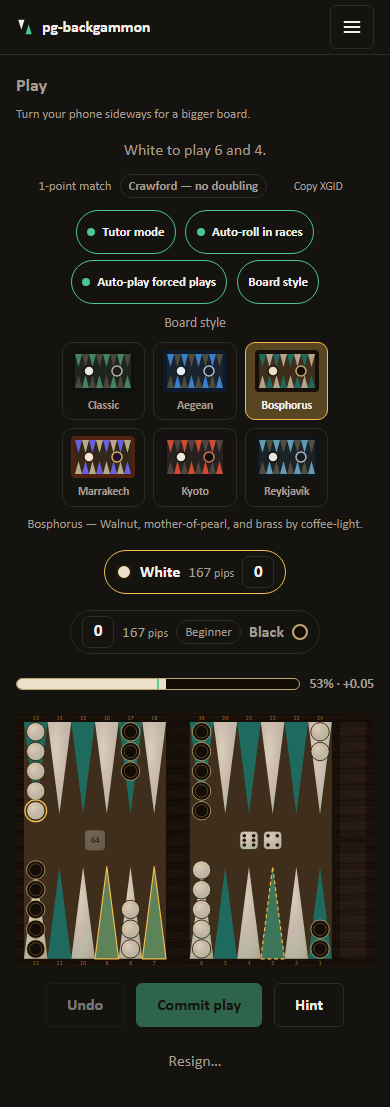 pg-backgammon
Play
Turn your phone sideways for a bigger board.
White to play 6 and 4.
1-point match Crawford — no doubling Copy XGID
Tutor mode Auto-roll in races
Auto-play forced plays Board style
Board style
Classic Aegean Bosphorus
Marrakech Kyoto Reykjavík
Bosphorus — Walnut, mother-of-pearl, and brass by coffee-light.
White 167 pips 0
0 167 pips Beginner Black
53% · +0.05
13 14 15 16 17 18 19 20 21 22 23 24
64
12 11 10 9 8 7 6 5 4 3 2 1
Undo Commit play Hint
Resign...